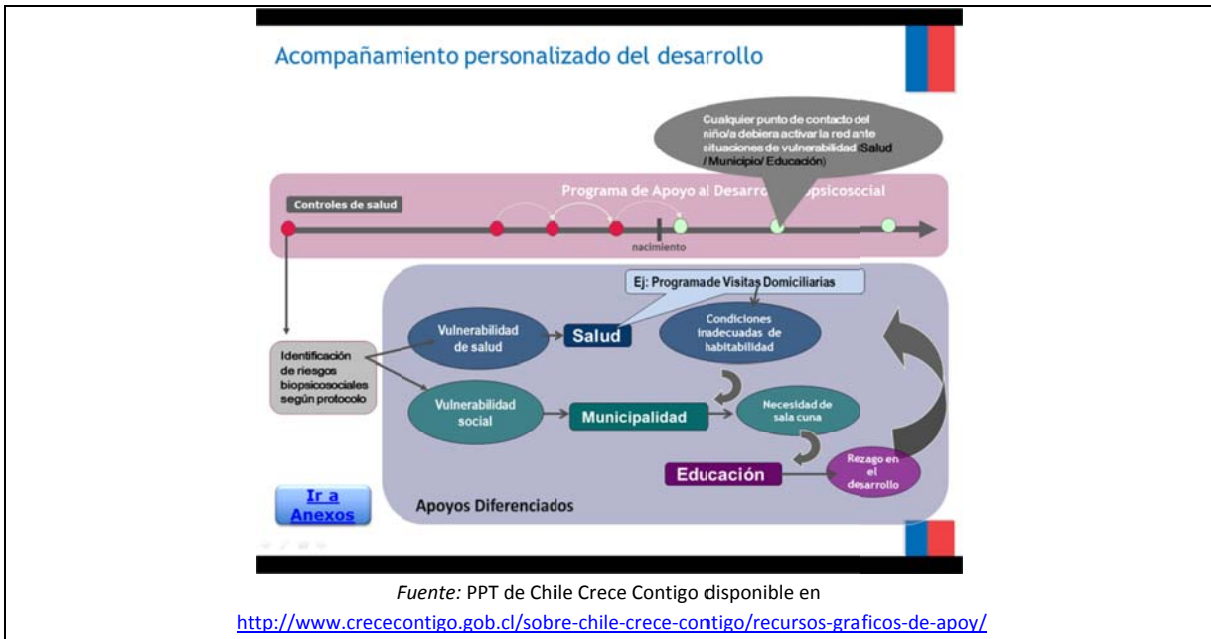 Acompañamiento personalizado del desarrollo
Cualquier punto de contacto del
niño/a debiera activar la red ante
situaciones de vulnerabilidad (Salud
/Municipio/ Educación)
Programa de Apoyo al Desarro opsicosocial
Controles de salud
nacimiento
Ej: Programa de Visitas Domiciliarias
Vulnerabilidad
de salud
Salud
Condiciones
inadecuadas de
habitabilidad
Identificación
de riesgos
biopsicosociales
según protocolo
Vulnerabilidad
social
Municipalidad
Necesidad de
sala cuna
Educación
Rezago en
el
desarrollo
Ir a
Anexos
Apoyos Diferenciados
Fuente: PPT de Chile Crece Contigo disponible en
http://www.crececontigo.gob.cl/sobre-chile-crece-contigo/recursos-graficos-de-apoy/